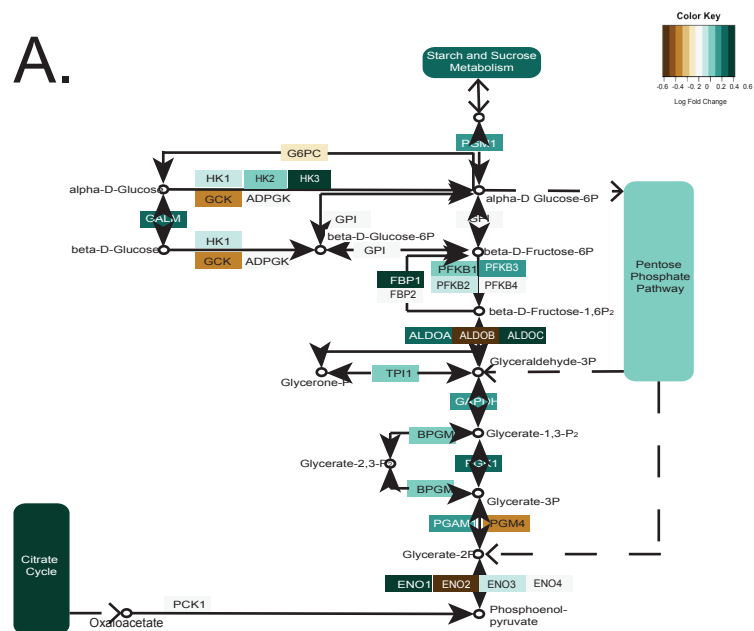 A.
Color Key
-0.6 -0.4 -0.2 0 0.2 0.4 0.6
Log Fold Change
Starch and Sucrose
Metabolism
PGM1
G6PC
HK1 HK2 HK3
alpha-D-Glucose
GCK ADPGK
alpha-D Glucose-6P
GALM
GPI GPI
beta-D-Glucose-6P
HK1
beta-D-Glucose
GPI
beta-D-Fructose-6P
GCK ADPGK
PFKB1 PFKB3
FBP1
PFKB2 PFKB4
FBP2
beta-D-Fructose-1,6P2
Pentose
Phosphate
Pathway
ALDOA ALDOB ALDOC
Glyceraldehyde-3P
TPI1
Glycerone-P
GAPDH
BPGM
Glycerate-1,3-P2
Glycerate-2,3-P2
PGK1
BPGM
Glycerate-3P
PGAM1 PGM4
Glycerate-2P
Citrate
Cycle
ENO1 ENO2 ENO3 ENO4
PCK1
Oxaloacetate
Phosphoenol-
pyruvate